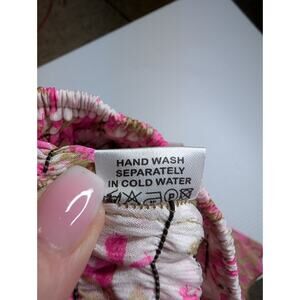 HAND WASH
SEPARATELY
IN COLD WATER